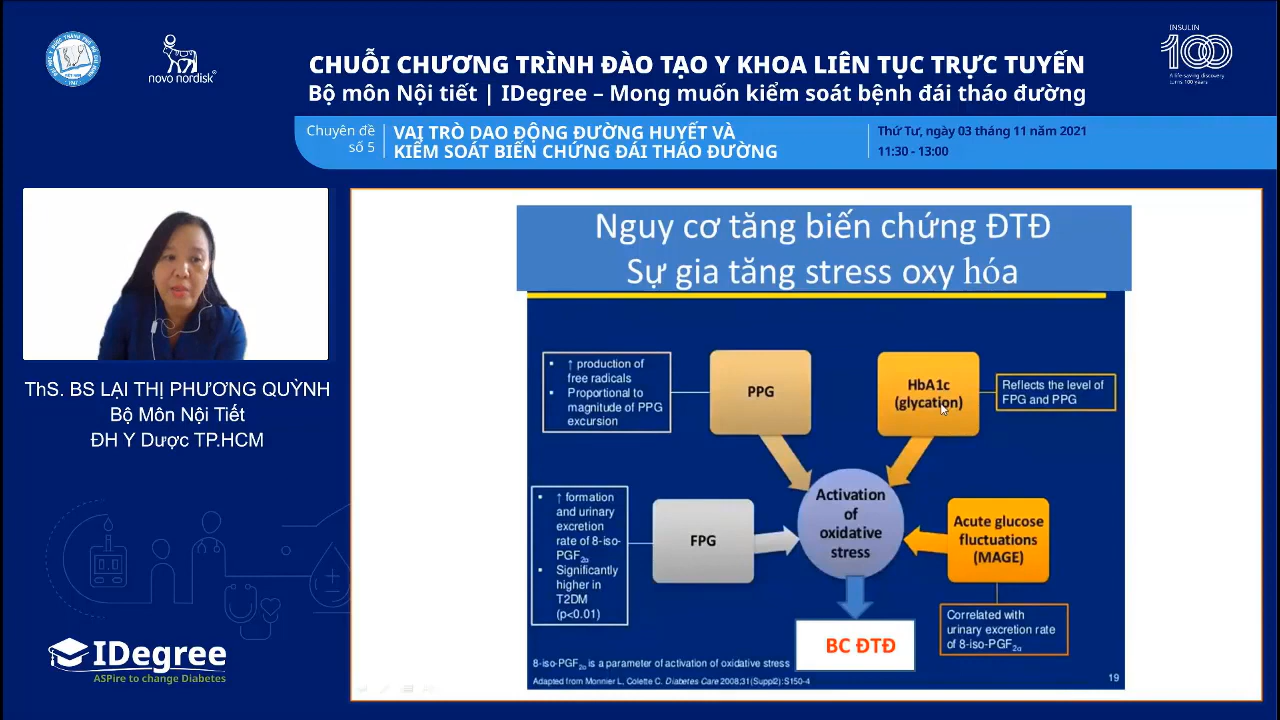 novo nordisk
CHUỖI CHƯƠNG TRÌNH ĐÀO TẠO Y KHOA LIÊN TỤC TRỰC TUYẾN
Bộ môn Nội tiết | IDegree – Mong muốn kiểm soát bệnh đái tháo đường
INSULIN
100
A life-saving discovery
turns 100 years
Chuyên đề
số 5
VAI TRÒ DAO ĐỘNG ĐƯỜNG HUYẾT VÀ
KIỂM SOÁT BIẾN CHỨNG ĐÁI THÁO ĐƯỜNG
Thứ Tư, ngày 03 tháng 11 năm 2021
11:30 - 13:00
ThS. BS LẠI THỊ PHƯƠNG QUỲNH
Bộ Môn Nội Tiết
ĐH Y Dược TP.HCM
IDegree
ASPire to change Diabetes
Nguy cơ tăng biến chứng ĐTĐ
Sự gia tăng stress oxy hóa
▪ ↑ production of
free radicals
▪ Proportional to
magnitude of PPG
excursion
PPG
HbA1c
(glycation)
Reflects the level of
FPG and PPG
▪ ↑ formation
and urinary
excretion
rate of 8-iso-
PGF2α
▪ Significantly
higher in
T2DM
(p<0.01)
FPG
Activation
of
oxidative
stress
Acute glucose
fluctuations
(MAGE)
Correlated with
urinary excretion rate
of 8-iso-PGF2α
BC ĐTĐ
8-iso-PGF2α is a parameter of activation of oxidative stress
Adapted from Monnier L, Colette C. Diabetes Care 2008;31(Suppl2):S150-4
19